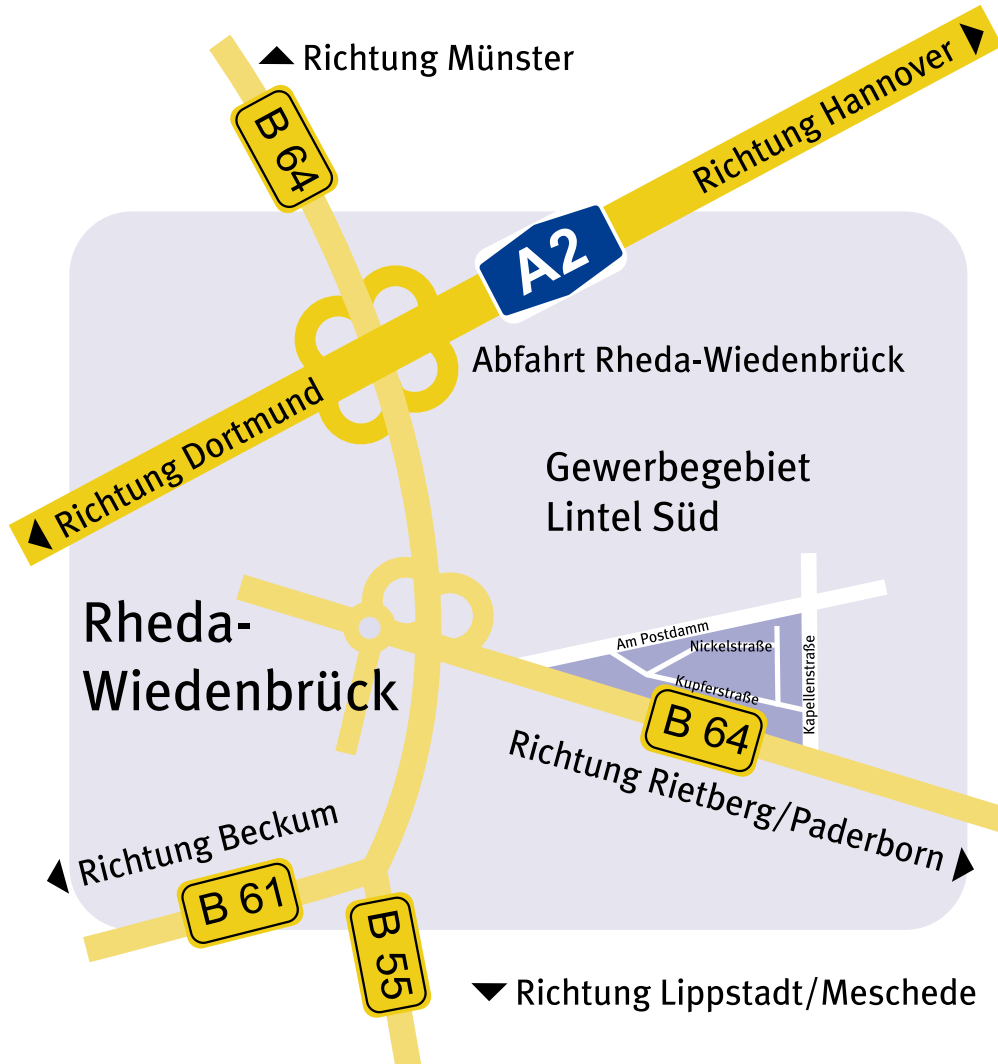 Richtung Münster
B 64
Richtung Hannover
A2
Abfahrt Rheda-Wiedenbrück
Richtung Dortmund
Gewerbegebiet
Lintel Süd
Rheda-
Wiedenbrück
Am Postdamm
Nickelstraße
Kupferstraße
Kapellenstraße
B 64
Richtung Rietberg/Paderborn
Richtung Beckum
B 61
B 55
Richtung Lippstadt/Meschede